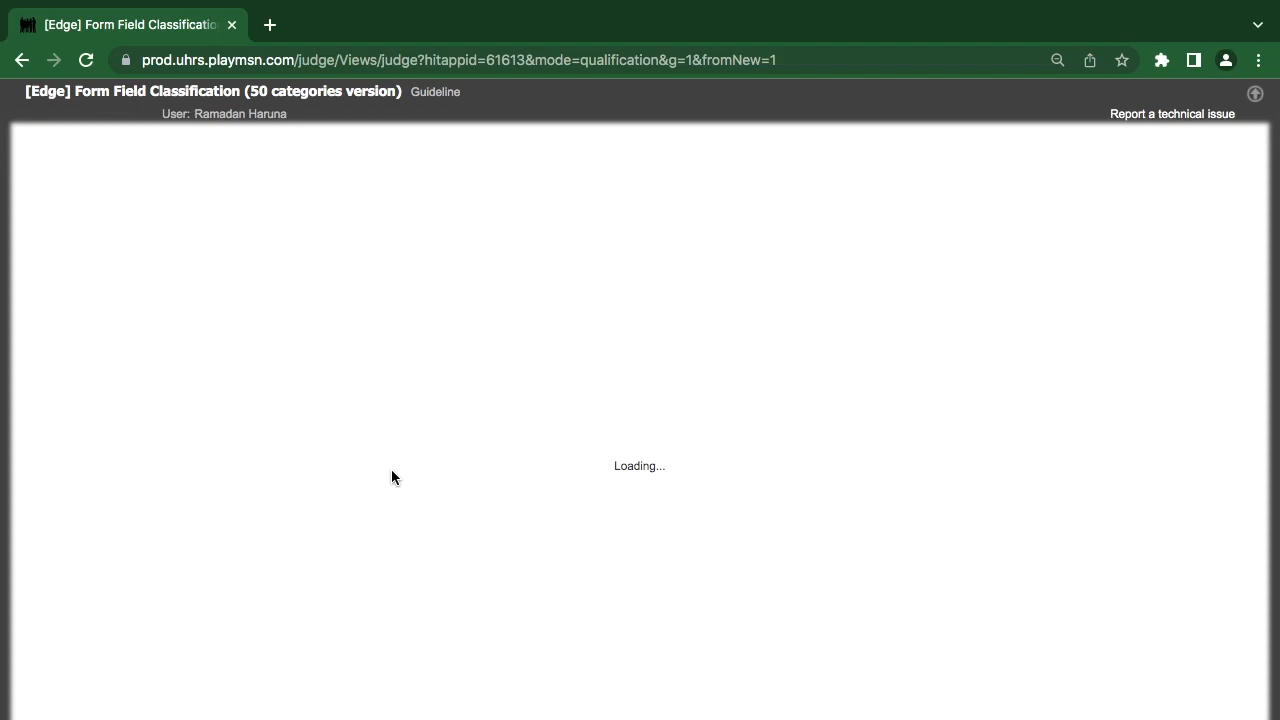 [Edge] Form Field Classificatio
prod.uhrs.playmsn.com/judge/Views/judge?hitappid=61613&mode=qualification&g=1&fromNew=1
[Edge] Form Field Classification (50 categories version) Guideline
User: Ramadan Haruna
Report a technical issue
Loading...